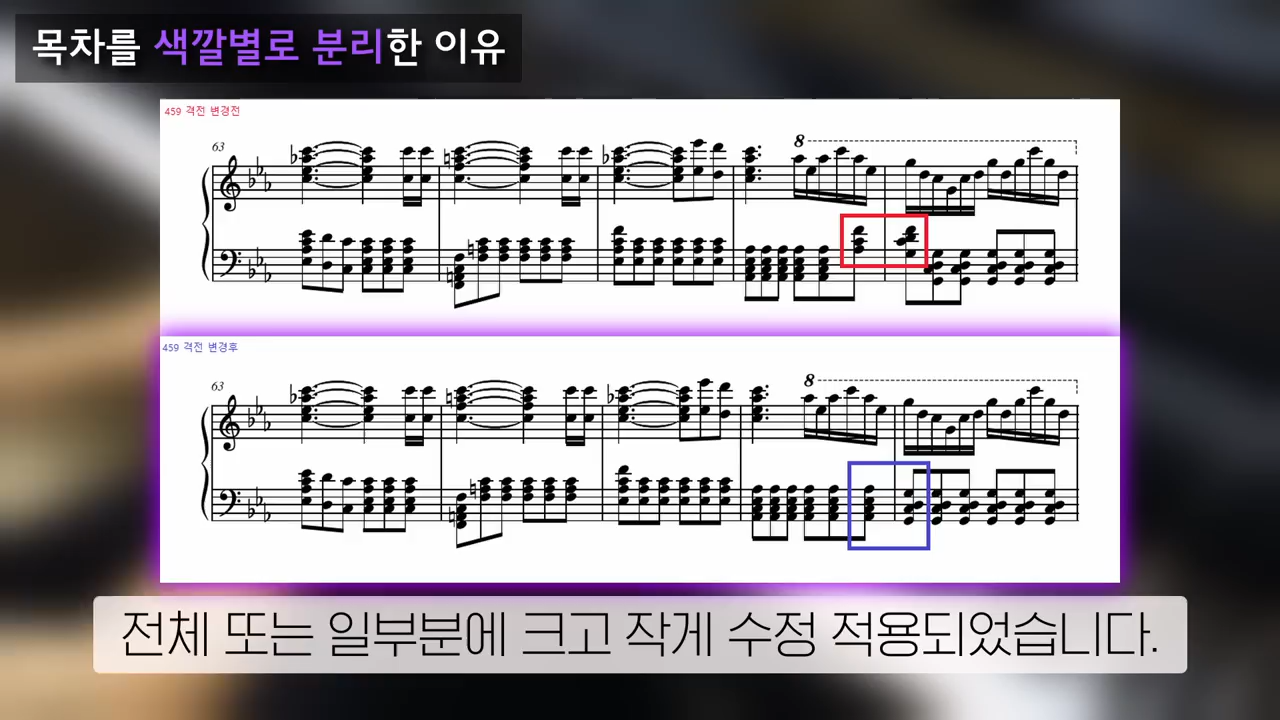 목차를 색깔별로 분리한 이유
459 격전 변경전
63
8
459 격전 변경후
63
8
전체 또는 일부분에 크고 작게 수정 적용되었습니다.